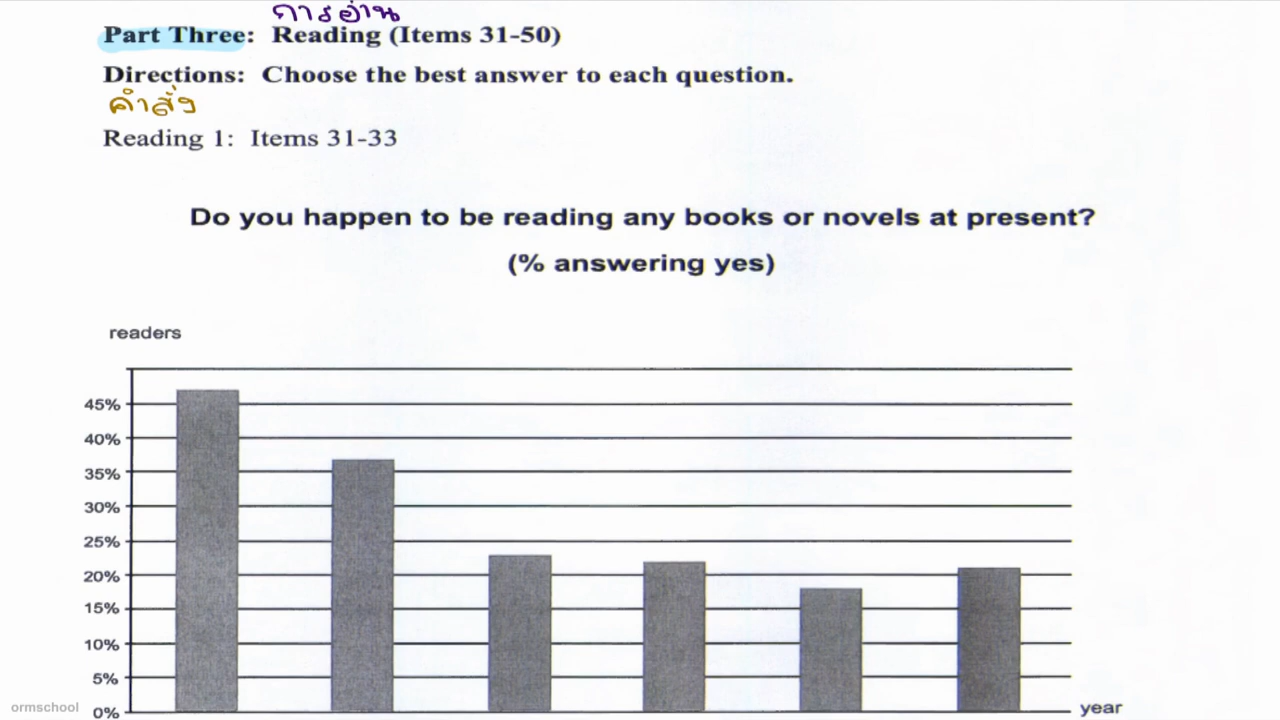 การอ่าน
Part Three: Reading (Items 31-50)
Directions: Choose the best answer to each question.
คำสั่ง
Reading 1: Items 31-33
Do you happen to be reading any books or novels at present?
(% answering yes)
readers
45%
40%
35%
30%
25%
20%
15%
10%
5%
0%
year
ormschool